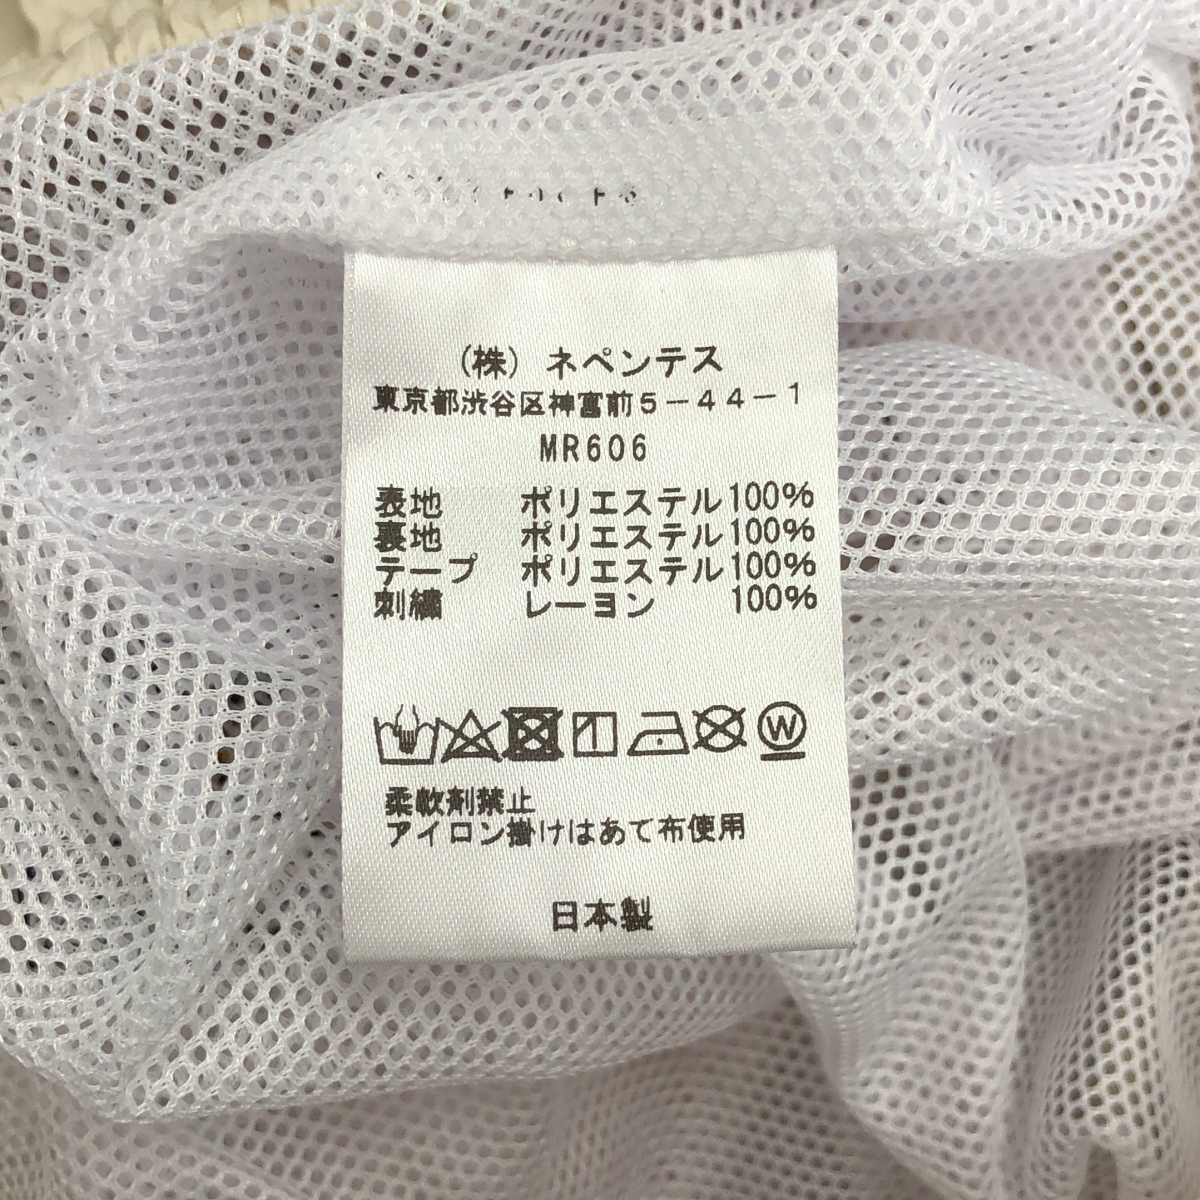 (株) ネペンテス
東京都渋谷区神宮前5-44-1
MR606
表地 ポリエステル100%
裏地 ポリエステル100%
テープ ポリエステル100%
刺繍 レーヨン 100%
W
柔軟剤禁止
アイロン掛けはあて布使用
日本製